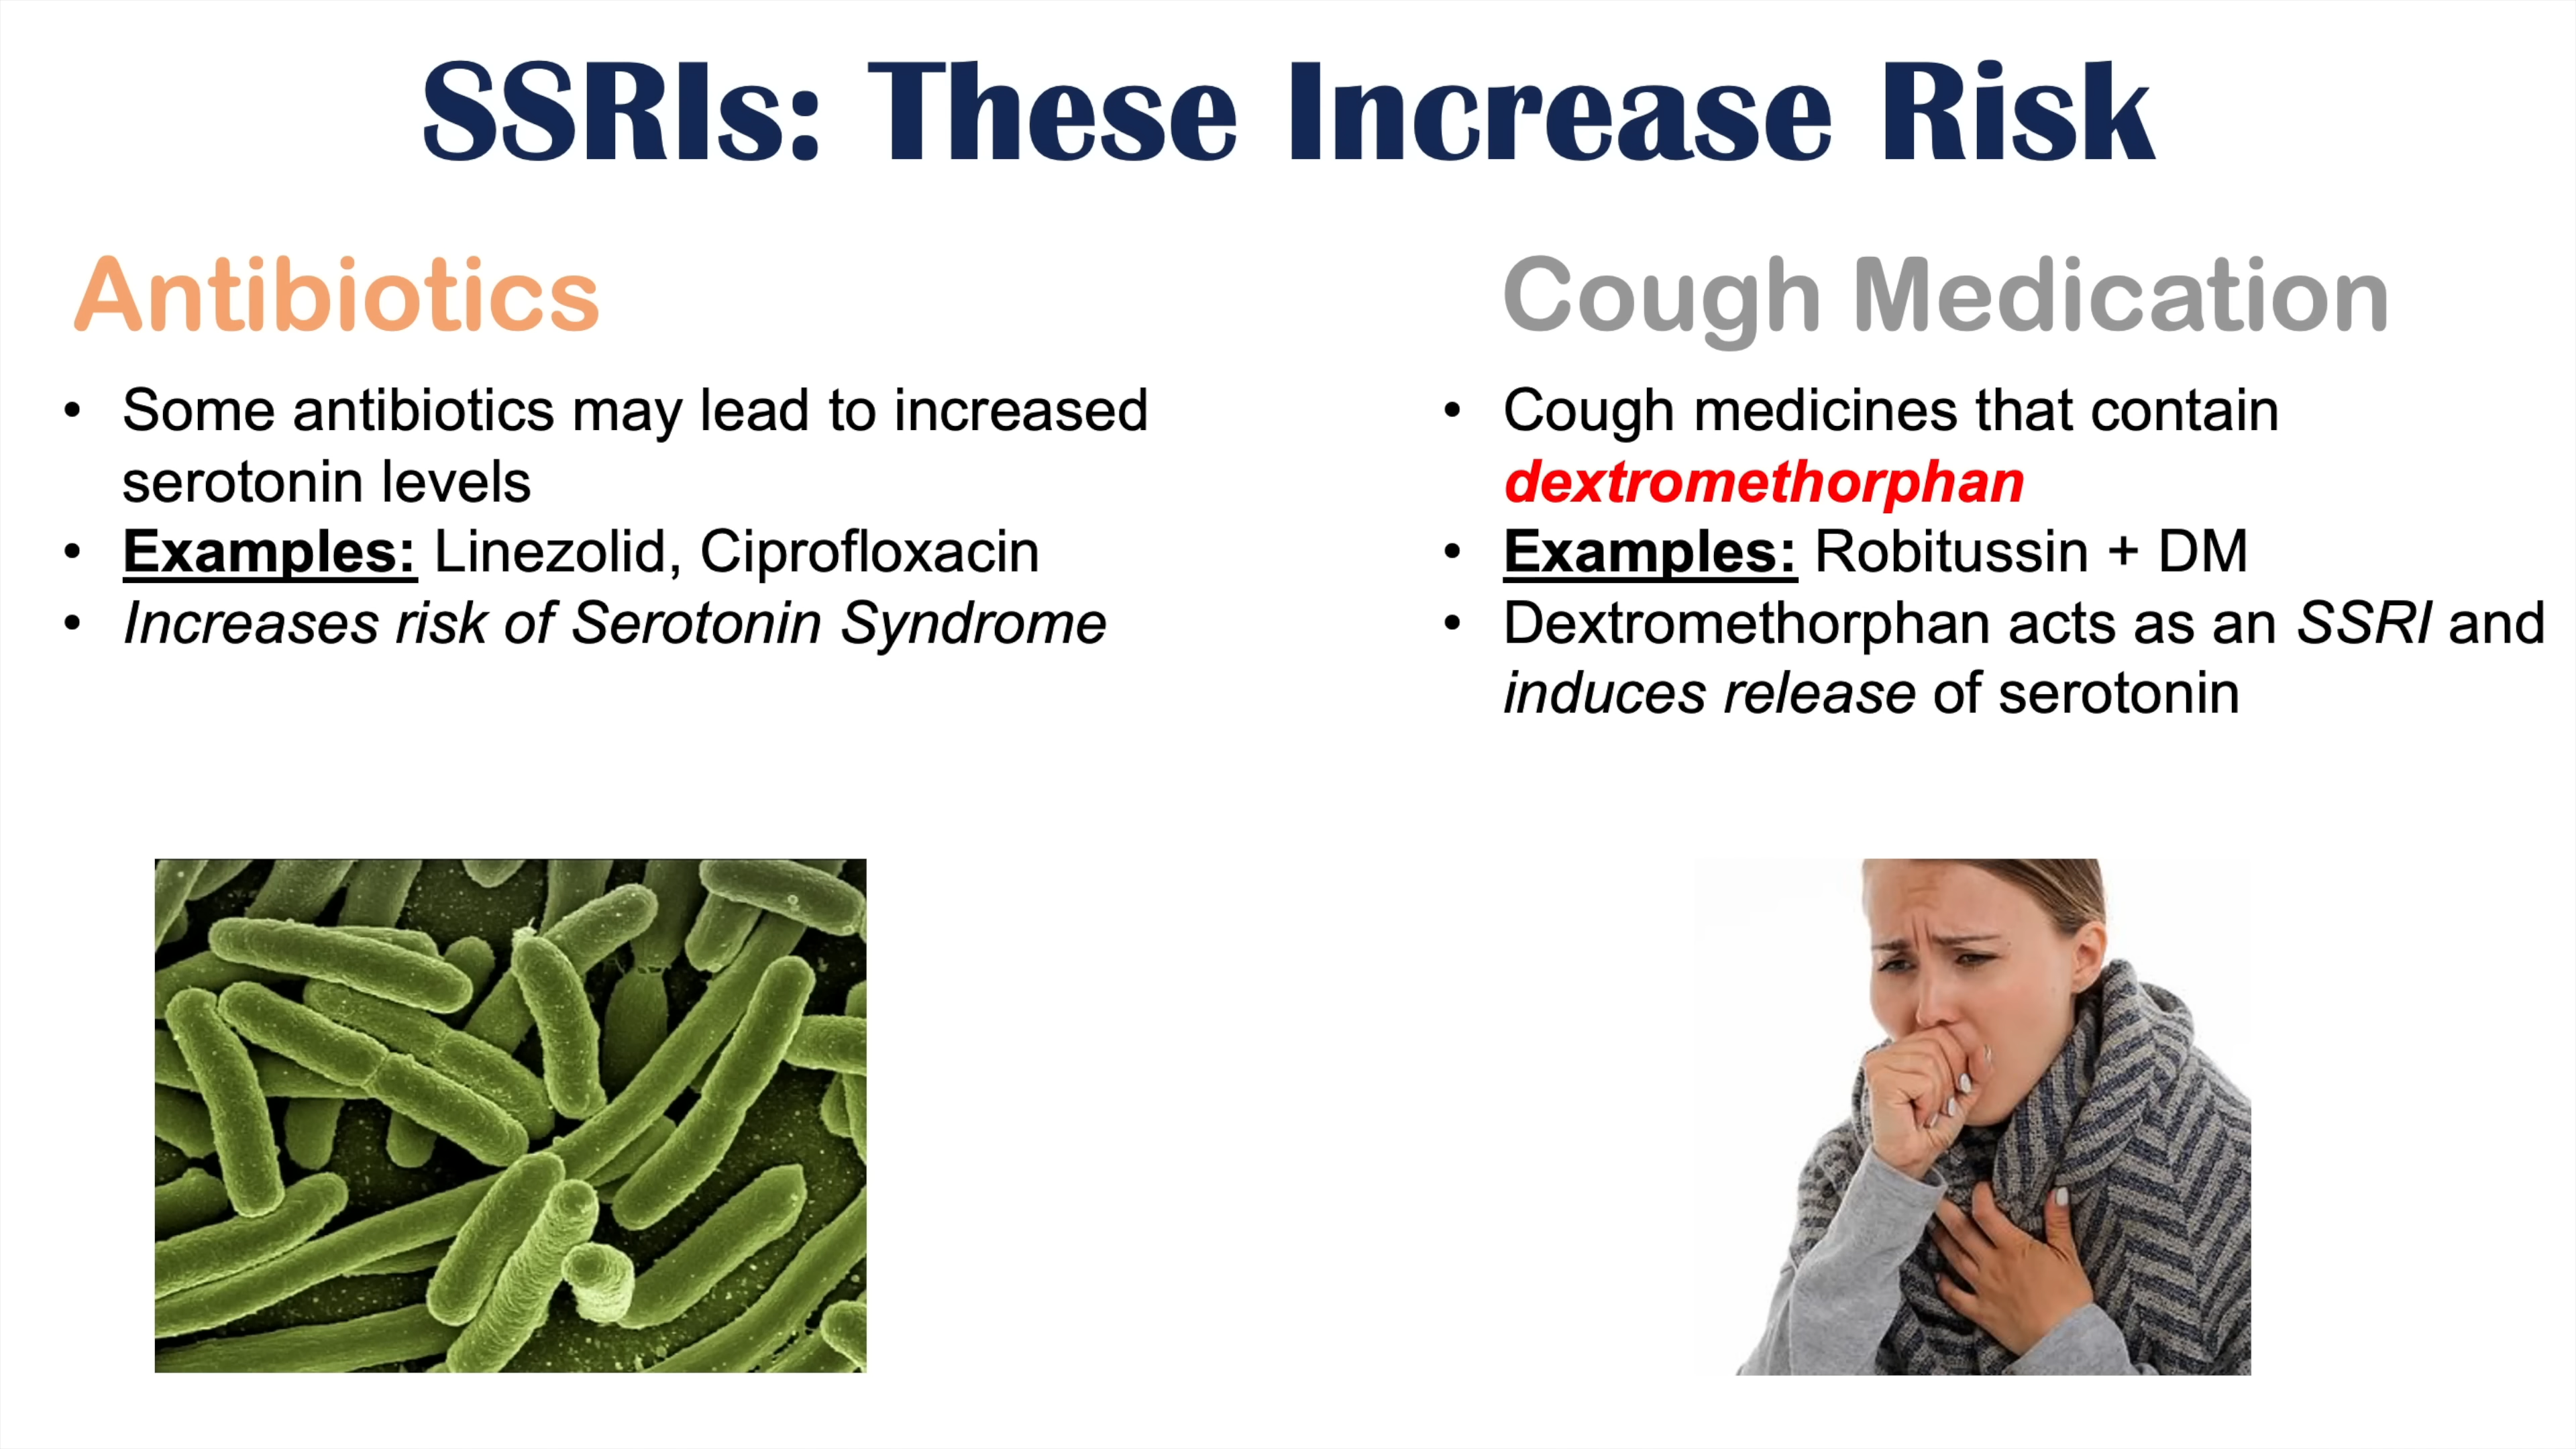 SSRIs: These Increase Risk
Antibiotics
• Some antibiotics may lead to increased
serotonin levels
• Examples: Linezolid, Ciprofloxacin
• Increases risk of Serotonin Syndrome
Cough Medication
• Cough medicines that contain
dextromethorphan
• Examples: Robitussin + DM
• Dextromethorphan acts as an SSRI and
induces release of serotonin